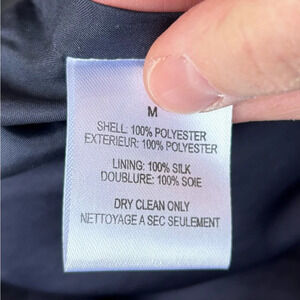 M
SHELL: 100% POLYESTER
EXTERIEUR: 100% POLYESTER
LINING: 100% SILK
DOUBLURE: 100% SOIE
DRY CLEAN ONLY
NETTOYAGE A SEC SEULEMENT